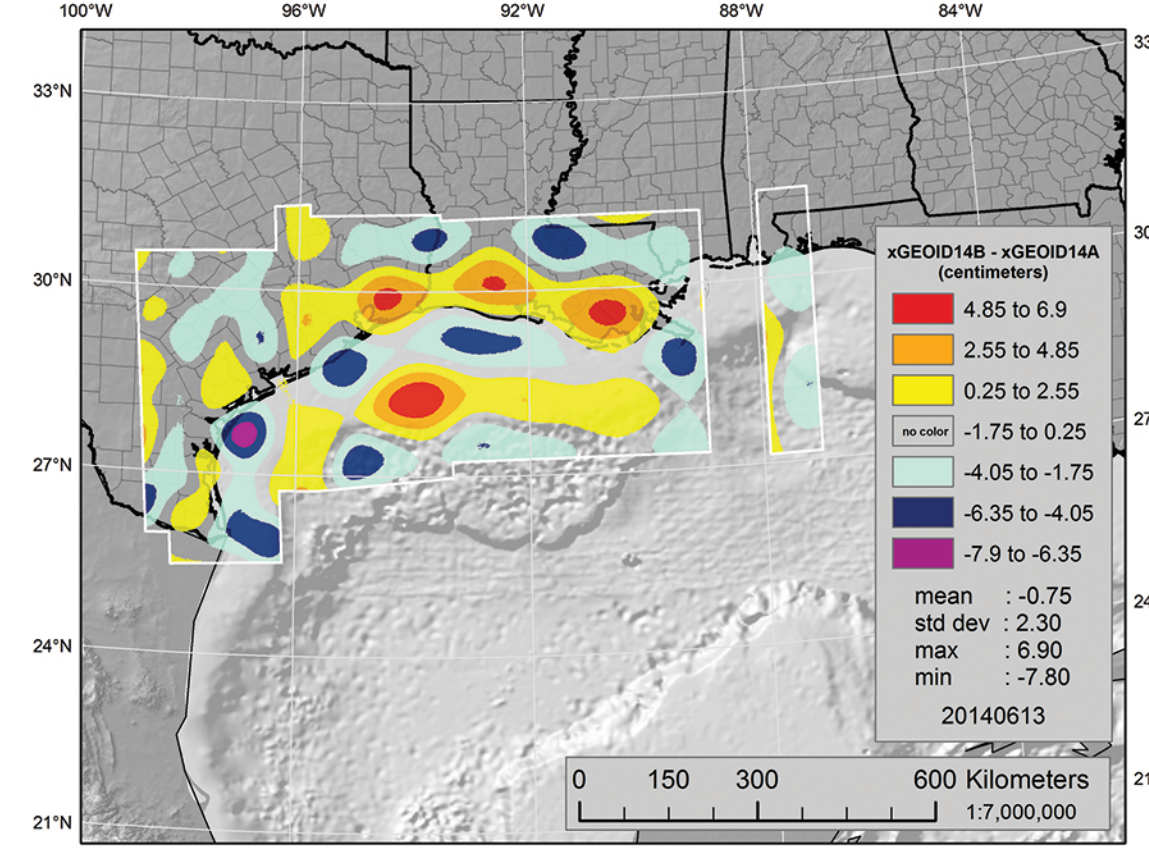 100°W 96°W 92°W 88°W 84°W
33
33°N
30°N
30
27°N
27
24°N
24
21°N
21
xGEOID14B - xGEOID14A
(centimeters)
4.85 to 6.9
2.55 to 4.85
0.25 to 2.55
no color -1.75 to 0.25
-4.05 to -1.75
-6.35 to -4.05
-7.9 to -6.35
mean : -0.75
std dev : 2.30
max : 6.90
min : -7.80
20140613
0 150 300 600 Kilometers
1:7,000,000